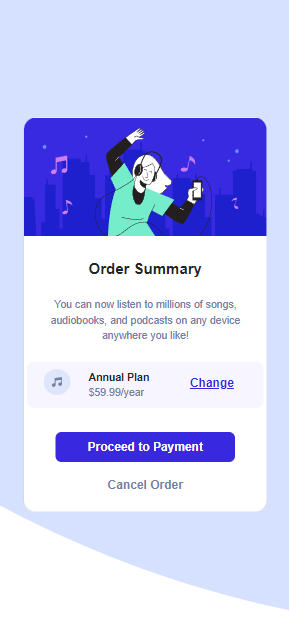 Order Summary
You can now listen to millions of songs,
audiobooks, and podcasts on any device
anywhere you like!
Annual Plan
Change
$59.99/year
Proceed to Payment
Cancel Order